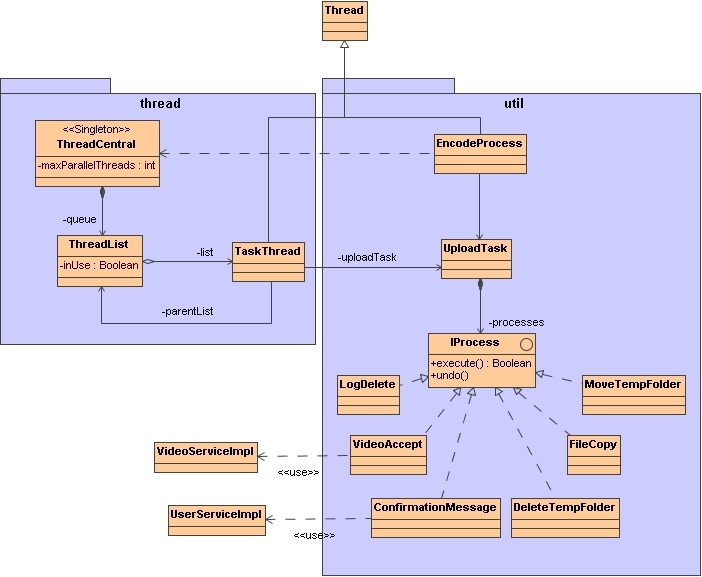 Thread
thread
util
<<Singleton>>
ThreadCentral
-maxParallelThreads : int
EncodeProcess
-queue
ThreadList
-inUse : Boolean
-list
TaskThread
-uploadTask
UploadTask
-parentList
-processes
IProcess
+execute() : Boolean
+undo()
LogDelete
MoveTempFolder
VideoServiceImpl
<<use>>
VideoAccept
FileCopy
UserServiceImpl
<<use>>
ConfirmationMessage
DeleteTempFolder